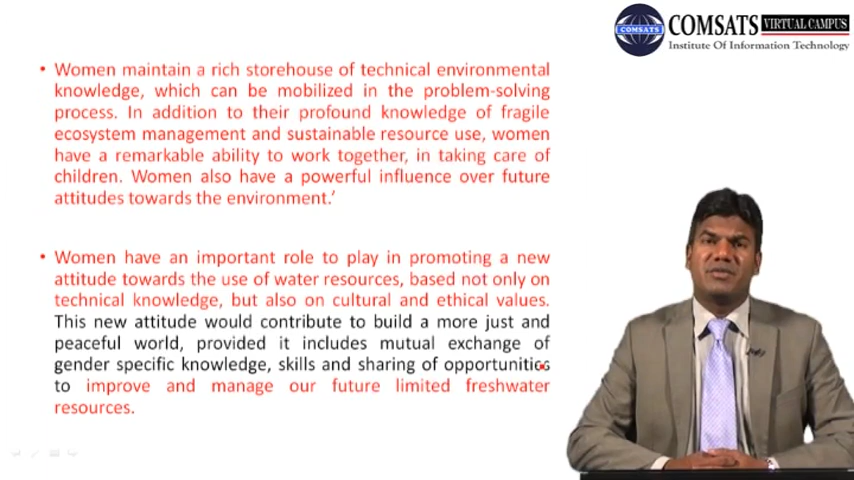 COMSATS VIRTUAL CAMPUS
COMSATS
Institute Of Information Technology
• Women maintain a rich storehouse of technical environmental
knowledge, which can be mobilized in the problem-solving
process. In addition to their profound knowledge of fragile
ecosystem management and sustainable resource use, women
have a remarkable ability to work together, in taking care of
children. Women also have a powerful influence over future
attitudes towards the environment.’
• Women have an important role to play in promoting a new
attitude towards the use of water resources, based not only on
technical knowledge, but also on cultural and ethical values.
This new attitude would contribute to build a more just and
peaceful world, provided it includes mutual exchange of
gender specific knowledge, skills and sharing of opportunities
to improve and manage our future limited freshwater
resources.